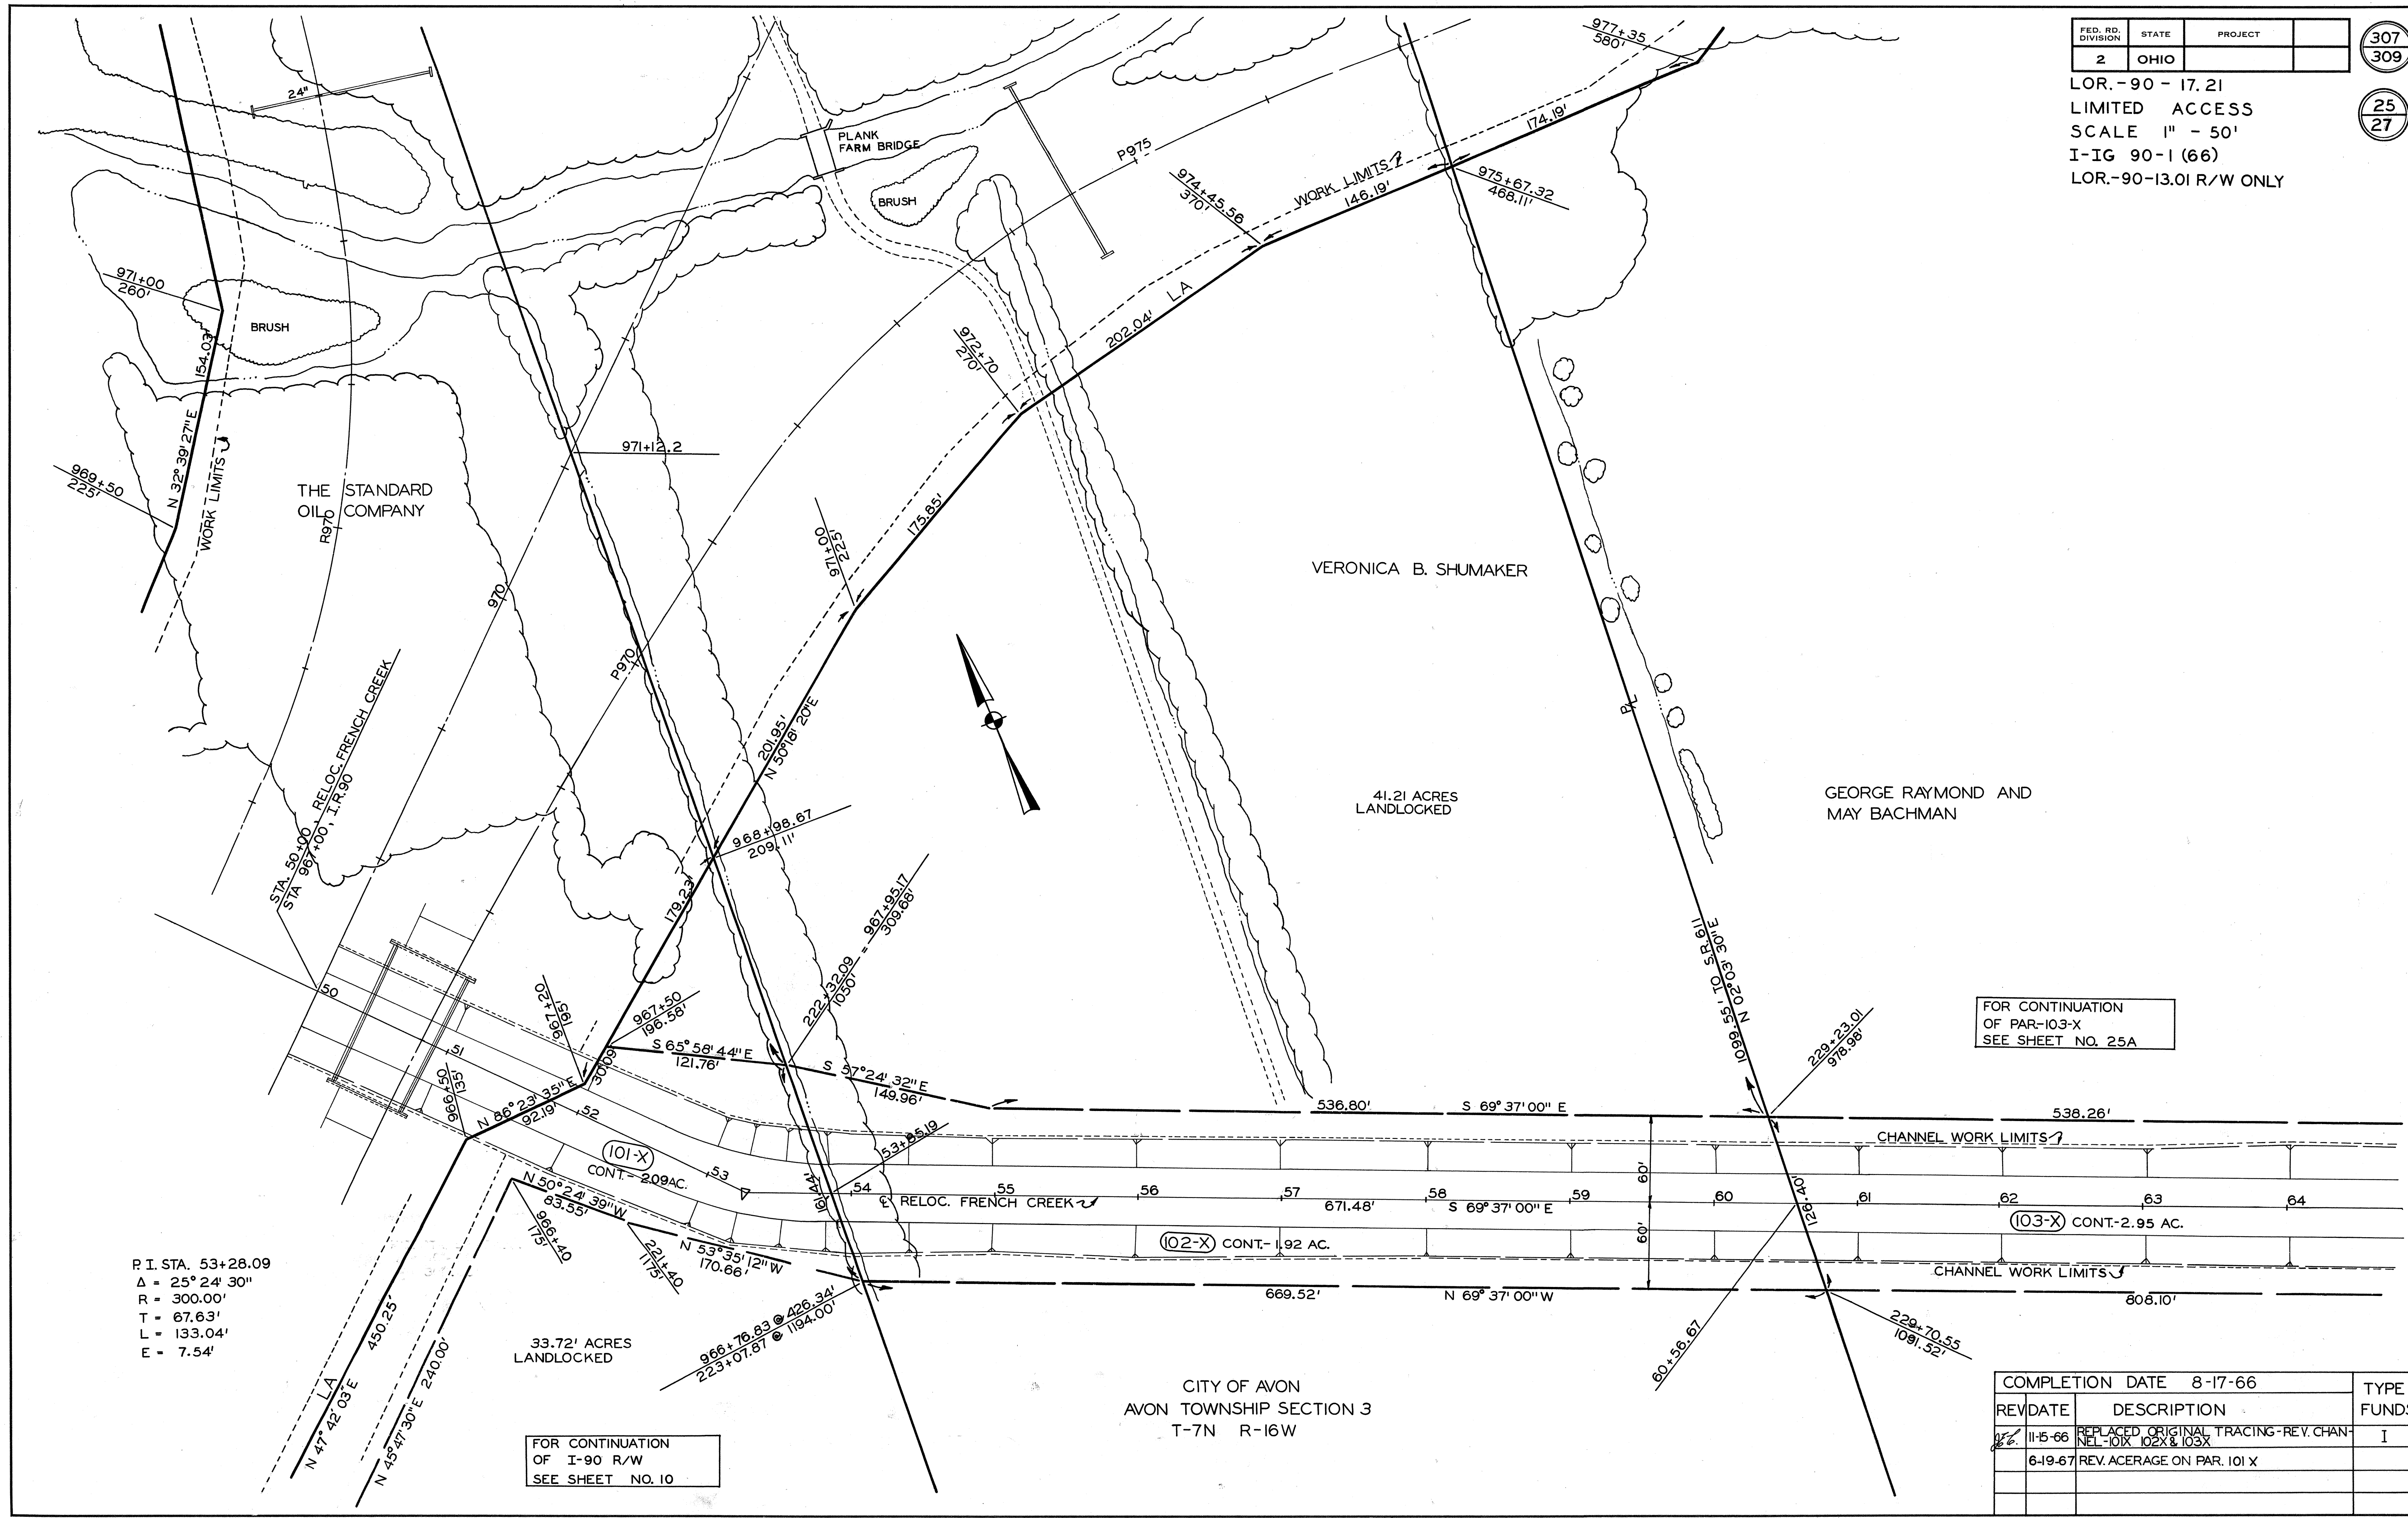 FED. RD. DIVISION STATE PROJECT
2 OHIO
307
309
LOR.-90 - 17.21
LIMITED ACCESS
SCALE 1" - 50'
I-IG 90-1 (66)
LOR.-90-13.01 R/W ONLY
25
27
977+35
580'
24"
PLANK
FARM BRIDGE
BRUSH
P975
WORK LIMITS
174.19'
146.19'
974+45.56
370'
975+67.32
468.11'
971+00
260'
BRUSH
154.03'
N 32° 39' 27" E
WORK LIMITS
969+50
225'
THE STANDARD
OIL COMPANY
R970
971+12.2
972+70
270'
202.04'
LA
175.85'
971+00
225'
970
P970
VERONICA B. SHUMAKER
P/L
201.95'
N 50° 18' 20" E
STA. 50+00, RELOC. FRENCH CREEK
STA 967+00, I.R.90
968+98.67
209.11'
41.21 ACRES
LANDLOCKED
GEORGE RAYMOND AND
MAY BACHMAN
179.23'
222+32.09 = 967+95.17
1050' 309.68'
1099.55' TO S.R. 611
N 02° 03' 30" E
FOR CONTINUATION
OF PAR.-103-X
SEE SHEET NO. 25A
50
51
52
53
967+20
195'
967+50
196.58'
S 65° 58' 44" E
121.76'
S 57° 24' 32" E
149.96'
30.09'
966+50
135'
N 86° 23' 35" E
92.19'
536.80' S 69° 37' 00" E
229+23.01
978.98'
538.26'
CHANNEL WORK LIMITS
101-X
CONT.- 2.09AC.
53+85.19
161.44'
54 55 56 57 58 59 60 61 62 63 64
℄ RELOC. FRENCH CREEK
671.48' S 69° 37' 00" E
60'
60'
126.40'
103-X CONT.-2.95 AC.
102-X CONT.-1.92 AC.
N 50° 24' 39" W
83.55'
966+40
175'
221+40
1175'
N 53° 35' 12" W
170.66'
CHANNEL WORK LIMITS
669.52' N 69° 37' 00" W
808.10'
966+76.83 @ 426.34'
223+07.87 @ 1194.00'
60+56.67
229+70.55
1091.52'
P.I. STA. 53+28.09
Δ = 25° 24' 30"
R = 300.00'
T = 67.63'
L = 133.04'
E = 7.54'
450.25'
LA
N 47° 42' 03" E
N 45° 47' 30" E 240.00'
33.72' ACRES
LANDLOCKED
CITY OF AVON
AVON TOWNSHIP SECTION 3
T-7N R-16W
FOR CONTINUATION
OF I-90 R/W
SEE SHEET NO. 10
COMPLETION DATE 8-17-66
TYPE FUNDS
REV DATE DESCRIPTION
11-15-66 REPLACED ORIGINAL TRACING-REV. CHAN-
NEL-101X 102X & 103X
I
6-19-67 REV. ACERAGE ON PAR. 101 X